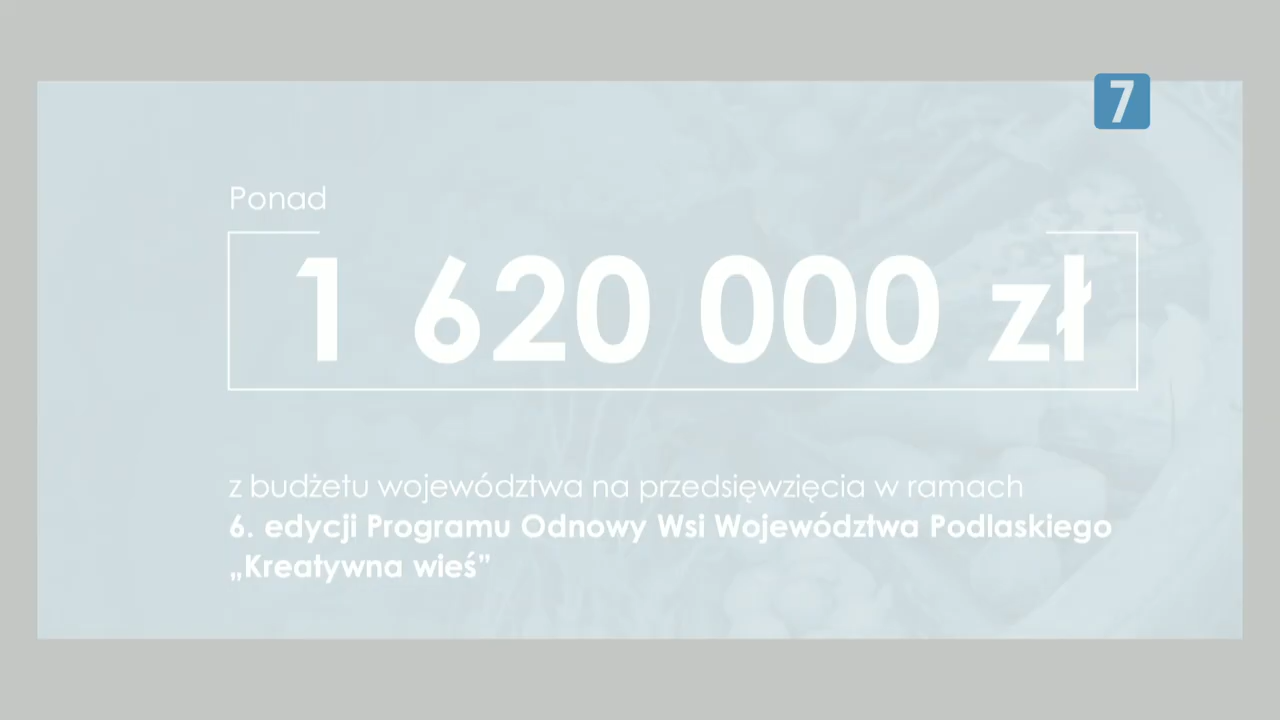 7
Ponad
1 620 000 zł
z budżetu województwa na przedsięwzięcia w ramach
6. edycji Programu Odnowy Wsi Województwa Podlaskiego
„Kreatywna wieś”